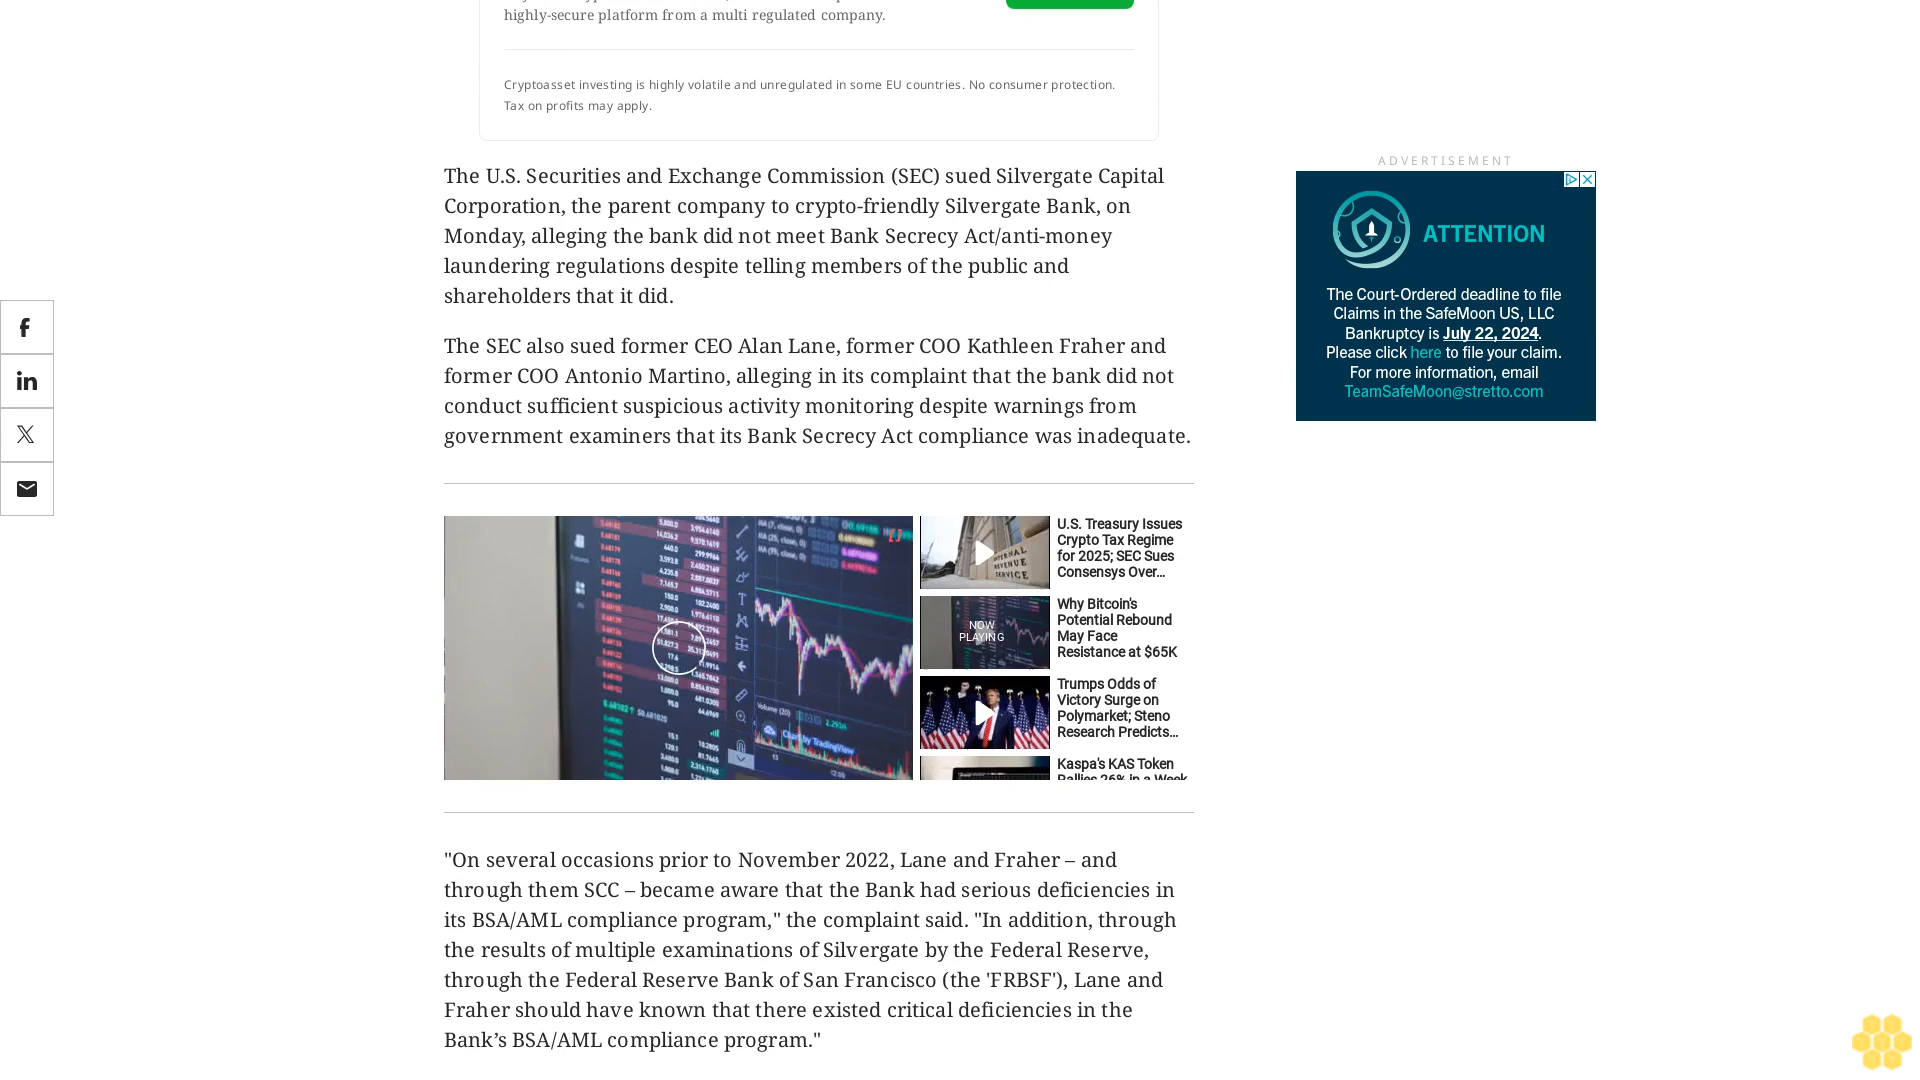 highly-secure platform from a multi regulated company.
Cryptoasset investing is highly volatile and unregulated in some EU countries. No consumer protection.
Tax on profits may apply.
The U.S. Securities and Exchange Commission (SEC) sued Silvergate Capital
Corporation, the parent company to crypto-friendly Silvergate Bank, on
Monday, alleging the bank did not meet Bank Secrecy Act/anti-money
laundering regulations despite telling members of the public and
shareholders that it did.
The SEC also sued former CEO Alan Lane, former COO Kathleen Fraher and
former COO Antonio Martino, alleging in its complaint that the bank did not
conduct sufficient suspicious activity monitoring despite warnings from
government examiners that its Bank Secrecy Act compliance was inadequate.
Volume (20)
Chart by TradingView
INTERNAL
REVENUE
SERVICE
U.S. Treasury Issues
Crypto Tax Regime
for 2025; SEC Sues
Consensys Over...
NOW
PLAYING
Why Bitcoin's
Potential Rebound
May Face
Resistance at $65K
Trumps Odds of
Victory Surge on
Polymarket; Steno
Research Predicts...
Kaspa's KAS Token
Rallies 26% in a Week
"On several occasions prior to November 2022, Lane and Fraher – and
through them SCC – became aware that the Bank had serious deficiencies in
its BSA/AML compliance program," the complaint said. "In addition, through
the results of multiple examinations of Silvergate by the Federal Reserve,
through the Federal Reserve Bank of San Francisco (the 'FRBSF'), Lane and
Fraher should have known that there existed critical deficiencies in the
Bank’s BSA/AML compliance program."
ADVERTISEMENT
ATTENTION
The Court-Ordered deadline to file
Claims in the SafeMoon US, LLC
Bankruptcy is July 22, 2024.
Please click here to file your claim.
For more information, email
TeamSafeMoon@stretto.com